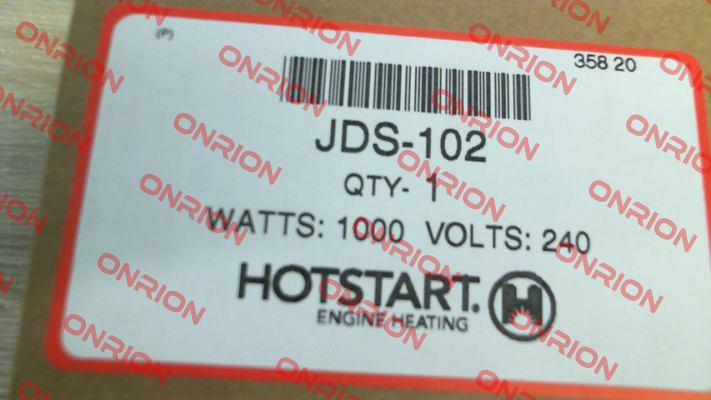 (P)
358 20
JDS-102
QTY- 1
WATTS: 1000 VOLTS: 240
HOTSTART.
ENGINE HEATING
H
ONRION